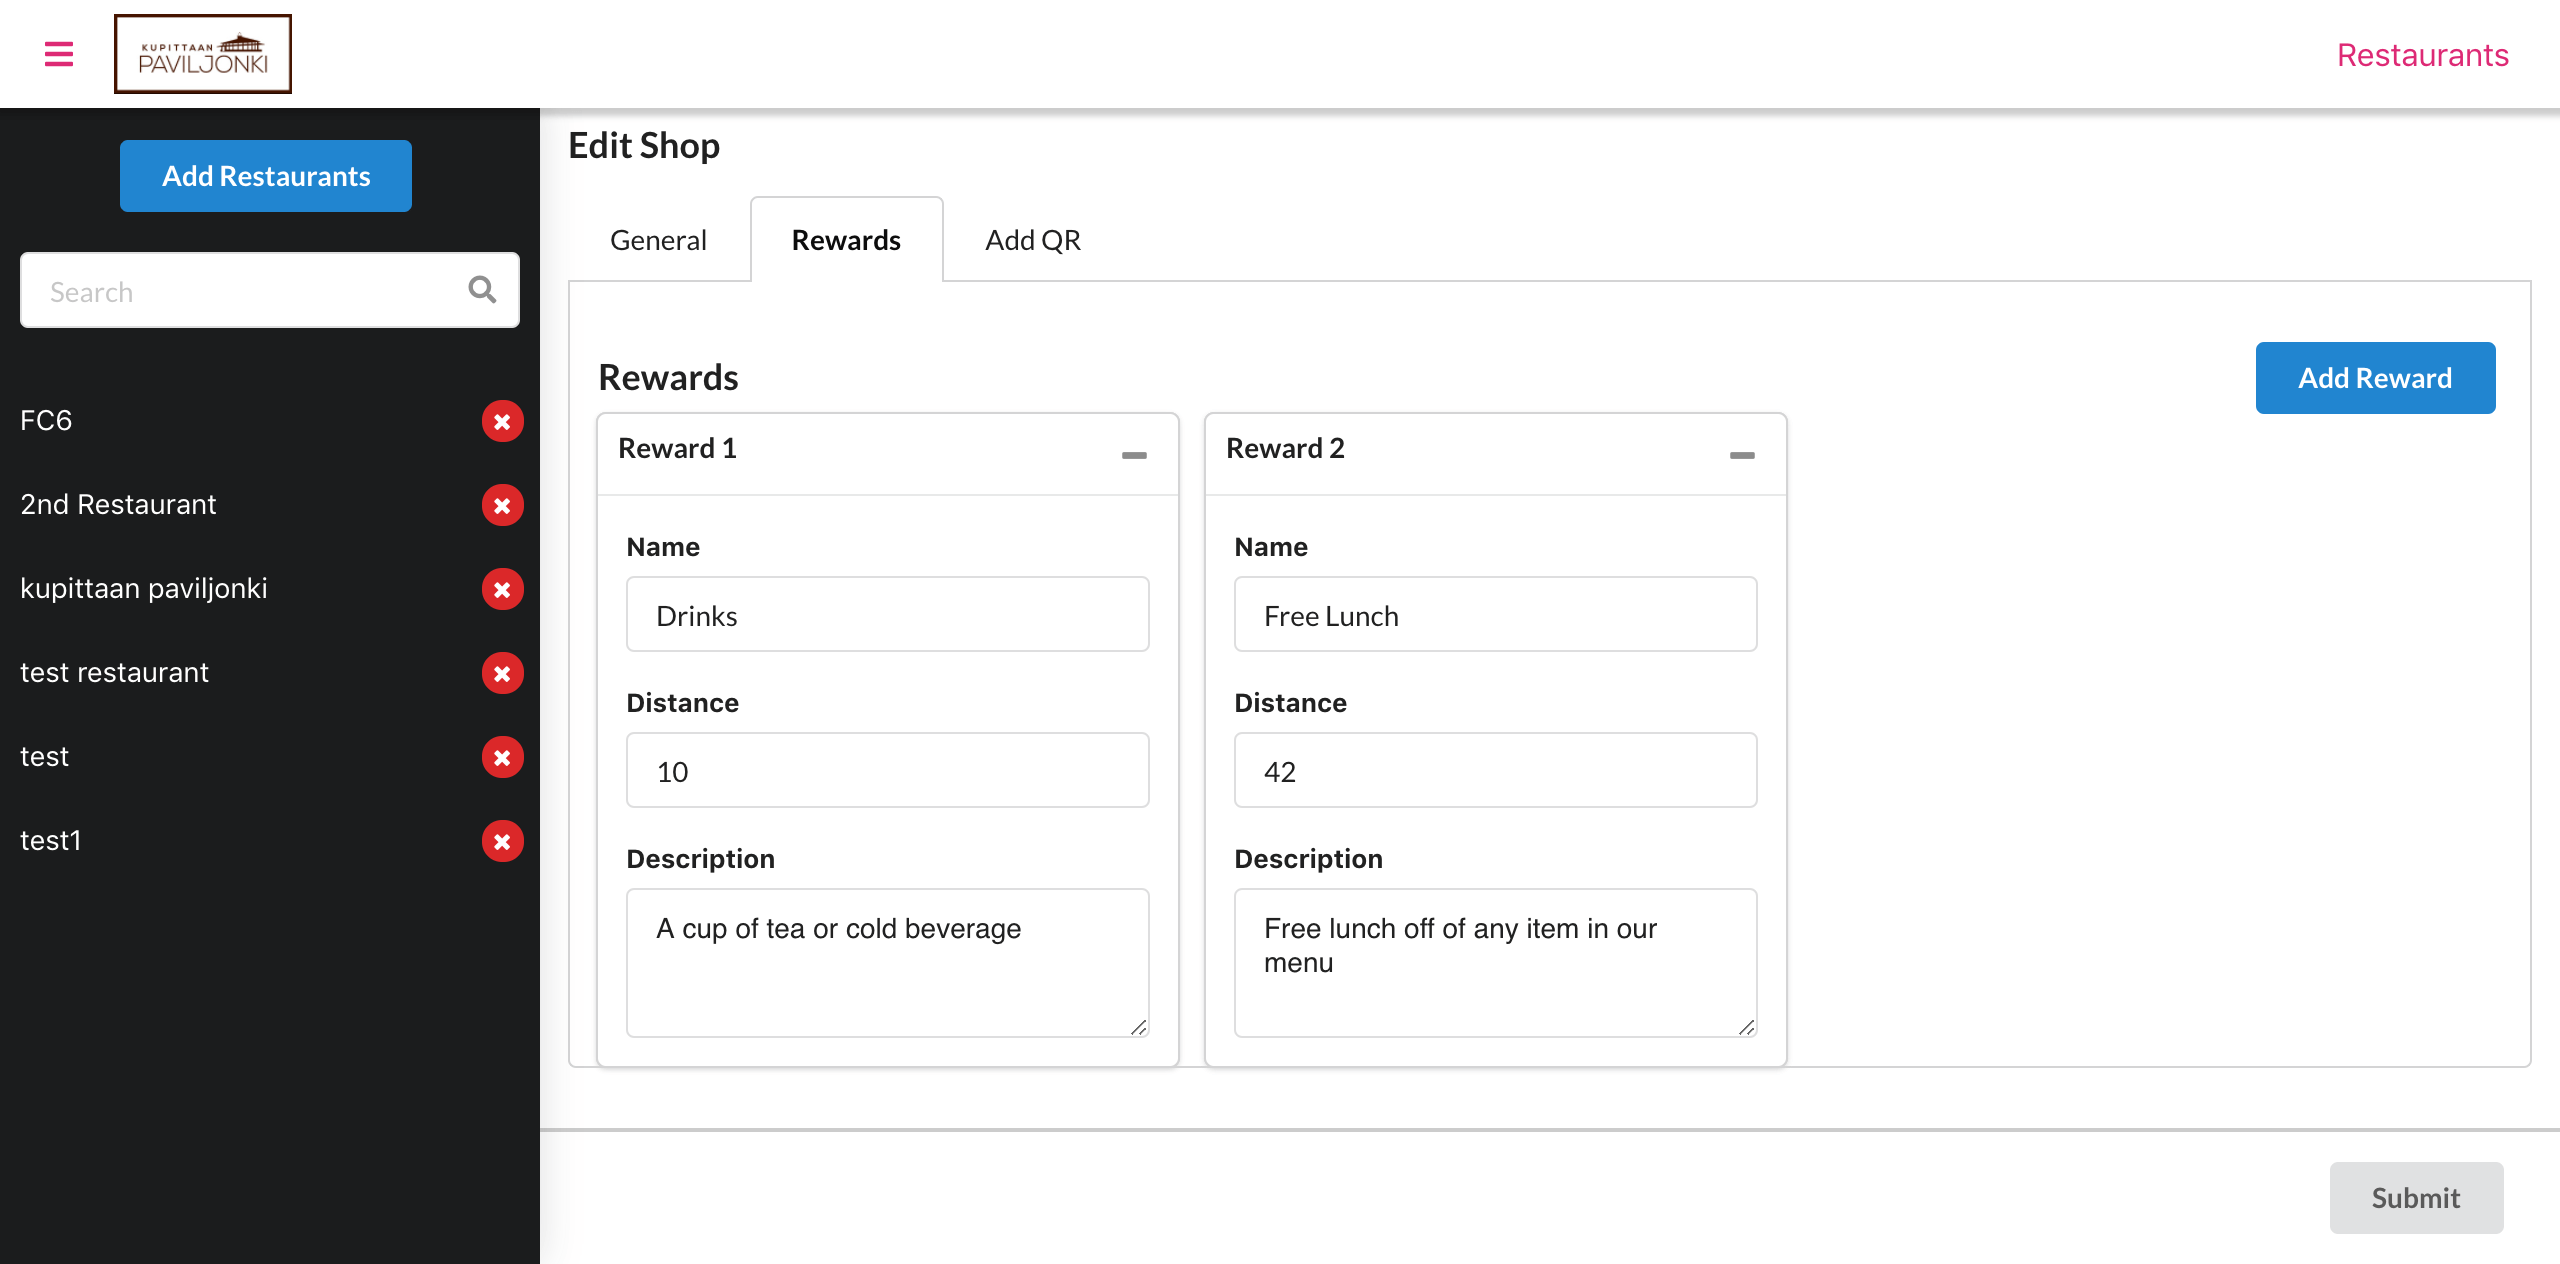 KUPITTAAN
PAVILJONKI
Restaurants
Add Restaurants
Search
FC6
2nd Restaurant
kupittaan paviljonki
test restaurant
test
test1
Edit Shop
General
Rewards
Add QR
Rewards
Add Reward
Reward 1
Name
Drinks
Distance
10
Description
A cup of tea or cold beverage
Reward 2
Name
Free Lunch
Distance
42
Description
Free lunch off of any item in our
menu
Submit